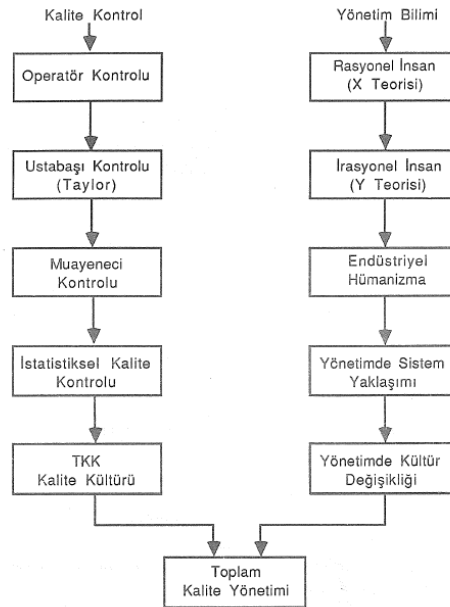 Kalite Kontrol
Operatör Kontrolu
Ustabaşı Kontrolu
(Taylor)
Muayeneci
Kontrolu
İstatistiksel Kalite
Kontrolu
TKK
Kalite Kültürü
Yönetim Bilimi
Rasyonel İnsan
(X Teorisi)
İrasyonel İnsan
(Y Teorisi)
Endüstriyel
Hümanizma
Yönetimde Sistem
Yaklaşımı
Yönetimde Kültür
Değişikliği
Toplam
Kalite Yönetimi